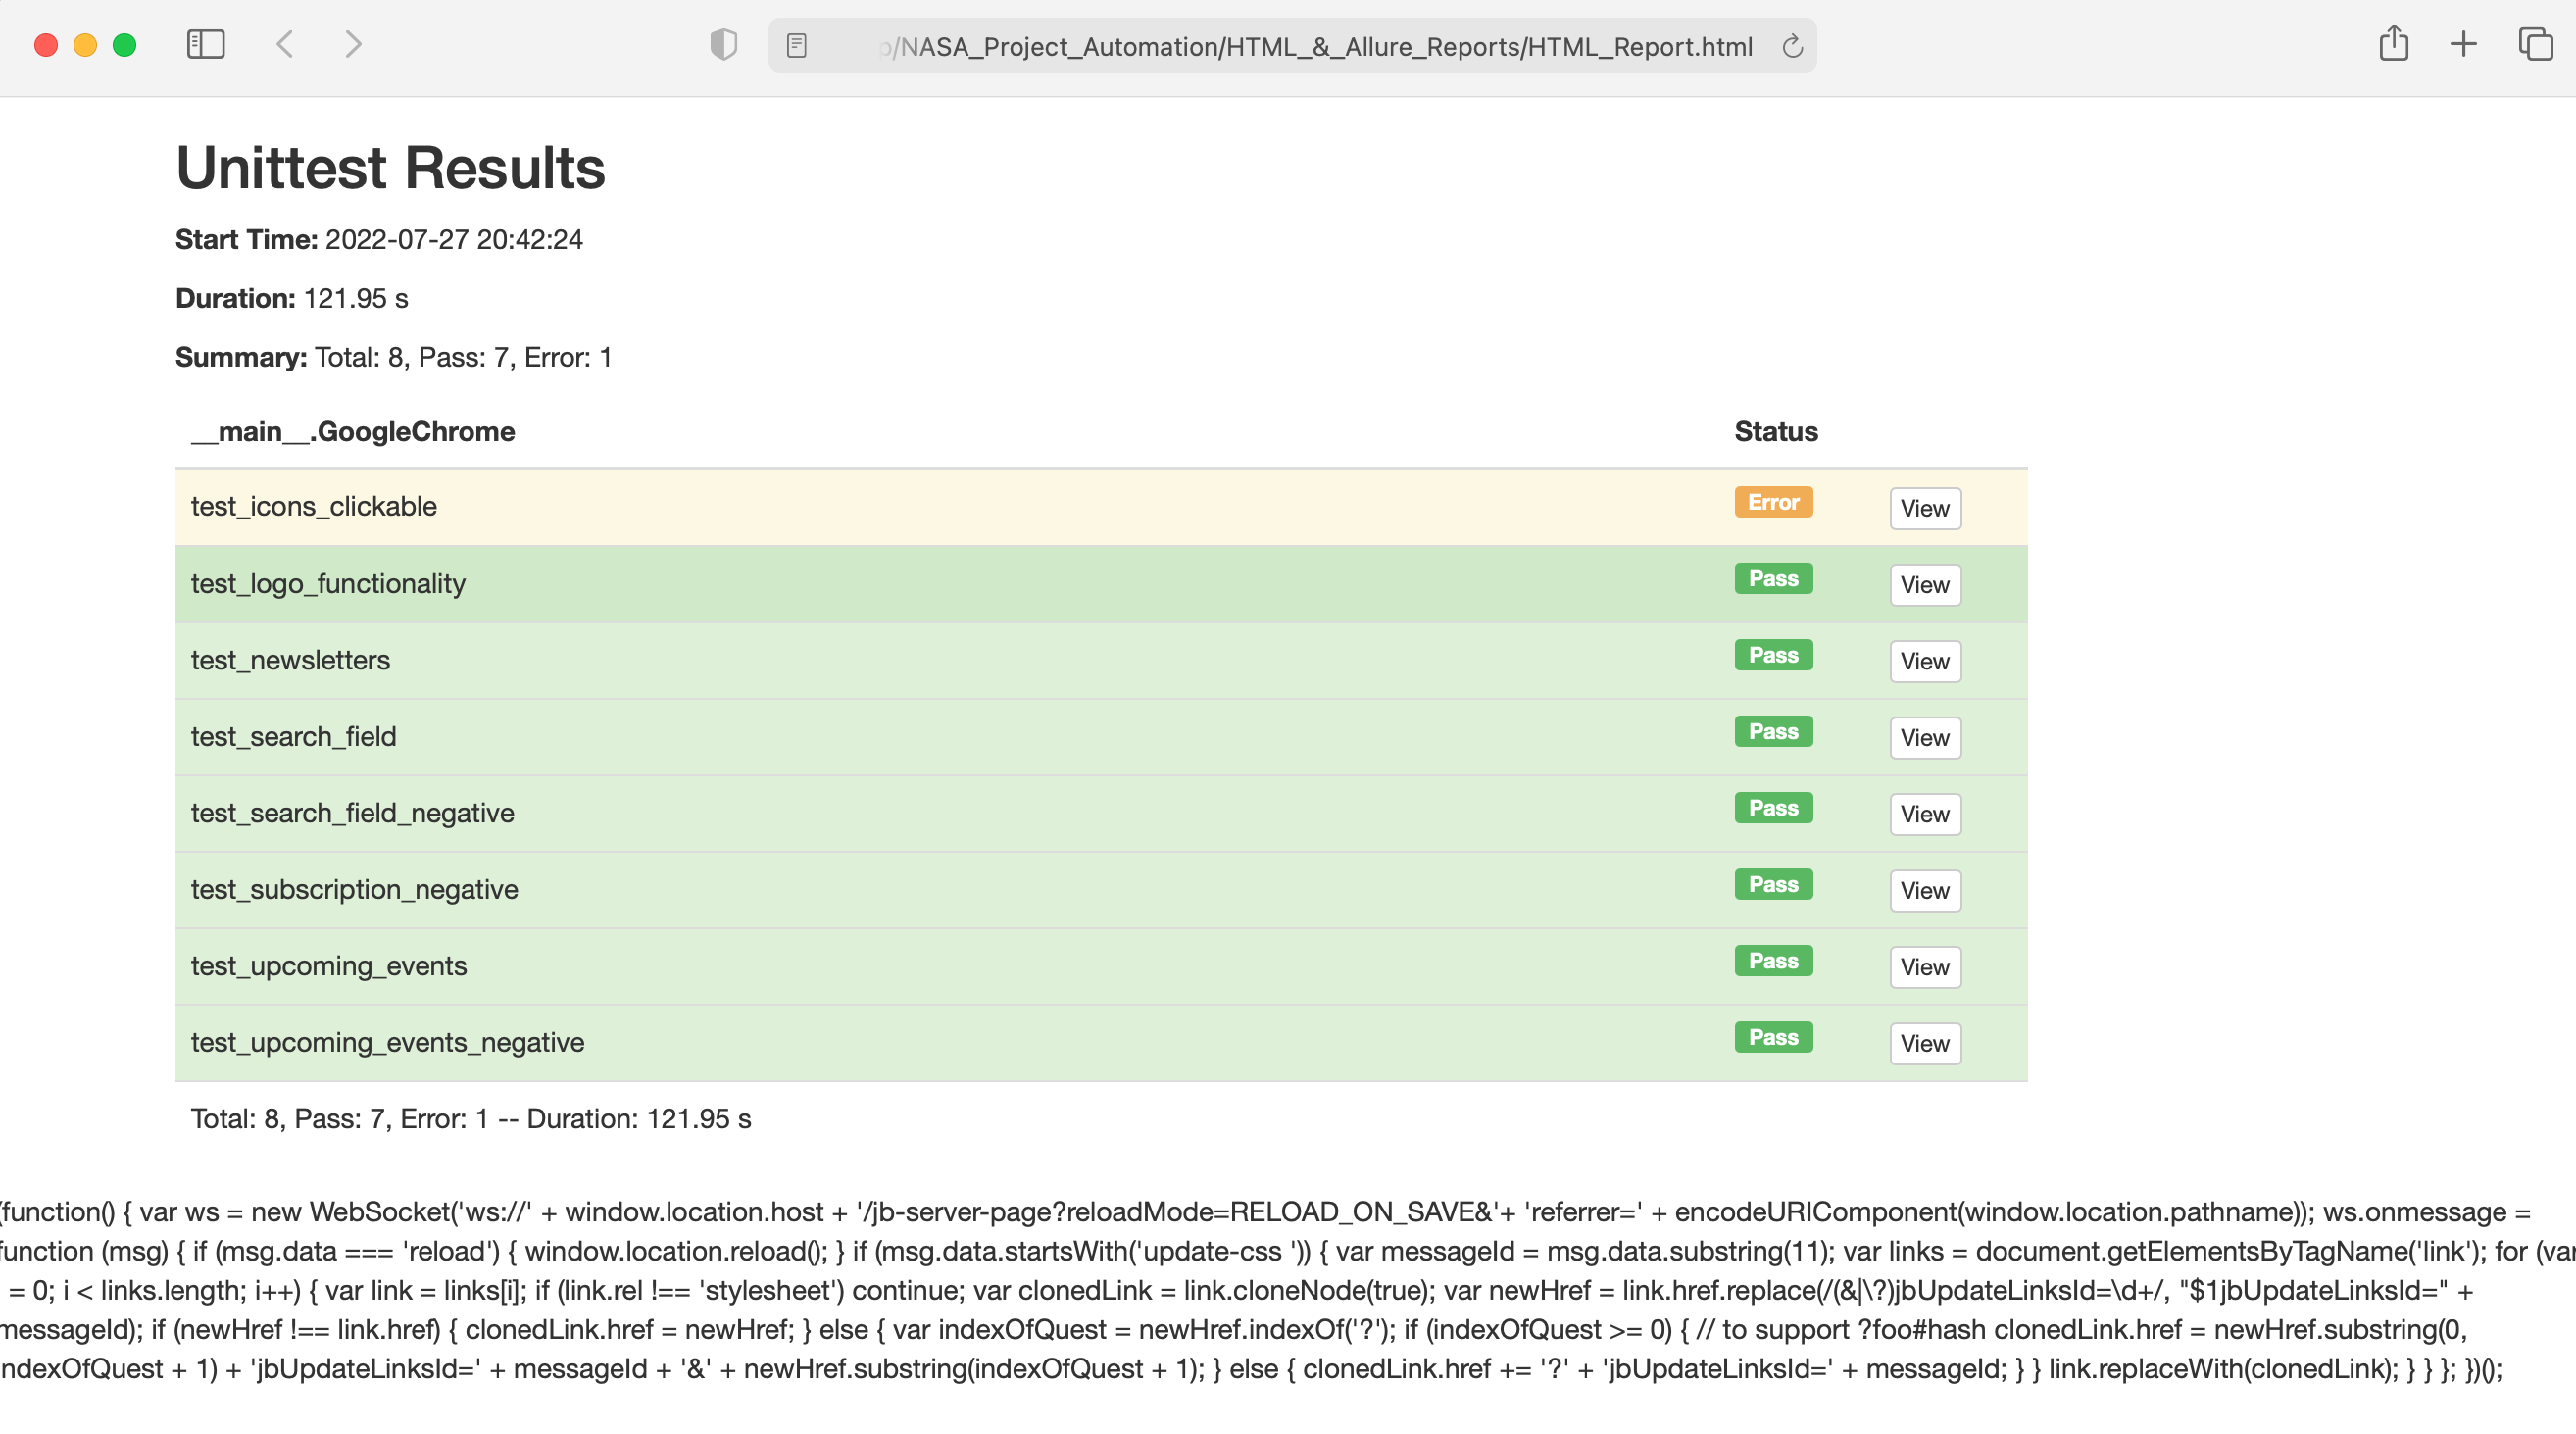 /NASA_Project_Automation/HTML_&_Allure_Reports/HTML_Report.html
Unittest Results
Start Time: 2022-07-27 20:42:24
Duration: 121.95 s
Summary: Total: 8, Pass: 7, Error: 1
__main__.GoogleChrome Status
test_icons_clickable Error View
test_logo_functionality Pass View
test_newsletters Pass View
test_search_field Pass View
test_search_field_negative Pass View
test_subscription_negative Pass View
test_upcoming_events Pass View
test_upcoming_events_negative Pass View
Total: 8, Pass: 7, Error: 1 -- Duration: 121.95 s
(function() { var ws = new WebSocket('ws://' + window.location.host + '/jb-server-page?reloadMode=RELOAD_ON_SAVE&'+ 'referrer=' + encodeURIComponent(window.location.pathname)); ws.onmessage =
function (msg) { if (msg.data === 'reload') { window.location.reload(); } if (msg.data.startsWith('update-css ')) { var messageId = msg.data.substring(11); var links = document.getElementsByTagName('link'); for (var
= 0; i < links.length; i++) { var link = links[i]; if (link.rel !== 'stylesheet') continue; var clonedLink = link.cloneNode(true); var newHref = link.href.replace(/(&|\?)jbUpdateLinksId=\d+/, "$1jbUpdateLinksId=" +
messageId); if (newHref !== link.href) { clonedLink.href = newHref; } else { var indexOfQuest = newHref.indexOf('?'); if (indexOfQuest >= 0) { // to support ?foo#hash clonedLink.href = newHref.substring(0,
indexOfQuest + 1) + 'jbUpdateLinksId=' + messageId + '&' + newHref.substring(indexOfQuest + 1); } else { clonedLink.href += '?' + 'jbUpdateLinksId=' + messageId; } } link.replaceWith(clonedLink); } } }; })();